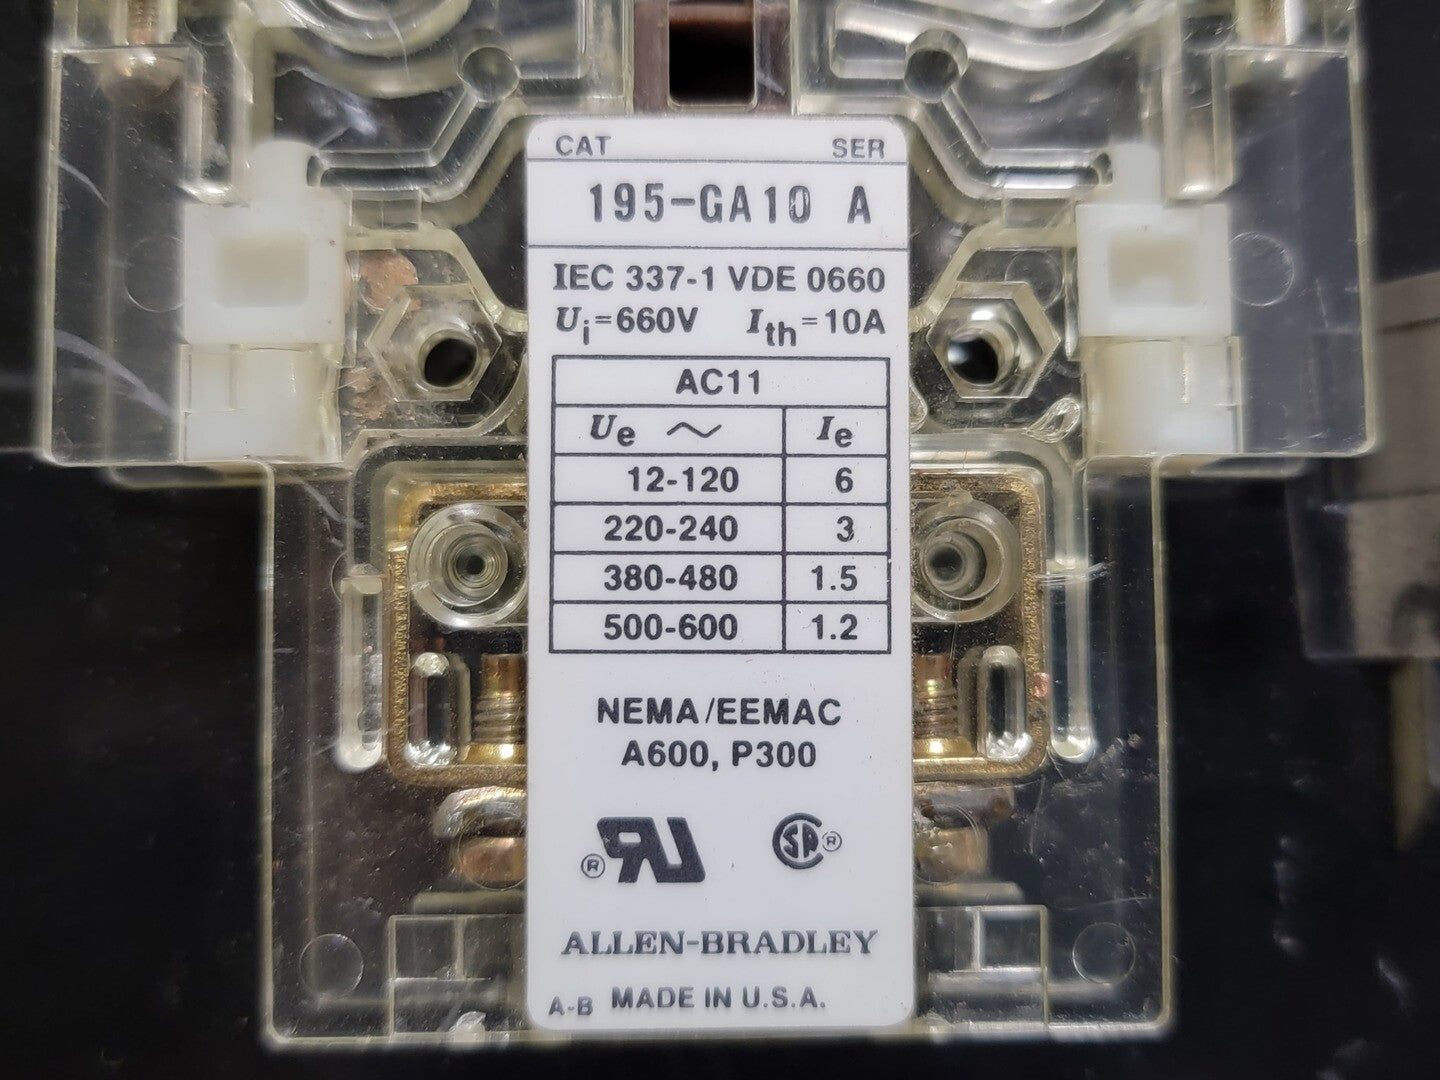 CAT SER
195-GA10 A
IEC 337-1 VDE 0660
Ui=660V Ith=10A
AC11
Ue ~ Ie
12-120 6
220-240 3
380-480 1.5
500-600 1.2
NEMA/EEMAC
A600, P300
® RU SA ®
ALLEN-BRADLEY
A-B MADE IN U.S.A.